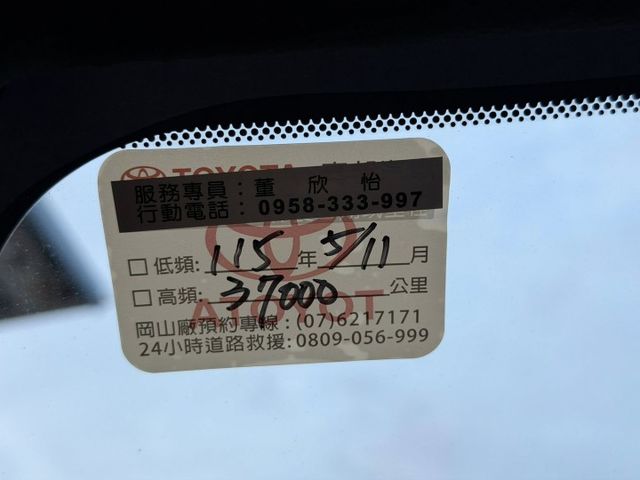 TOYOTA
服務專員：董 欣 怡
行動電話：0958-333-997
□低頻: 115 年 5/11 月
□高頻: 37000 公里
TOYOTA
岡山廠預約專線:(07)6217171
24小時道路救援:0809-056-999